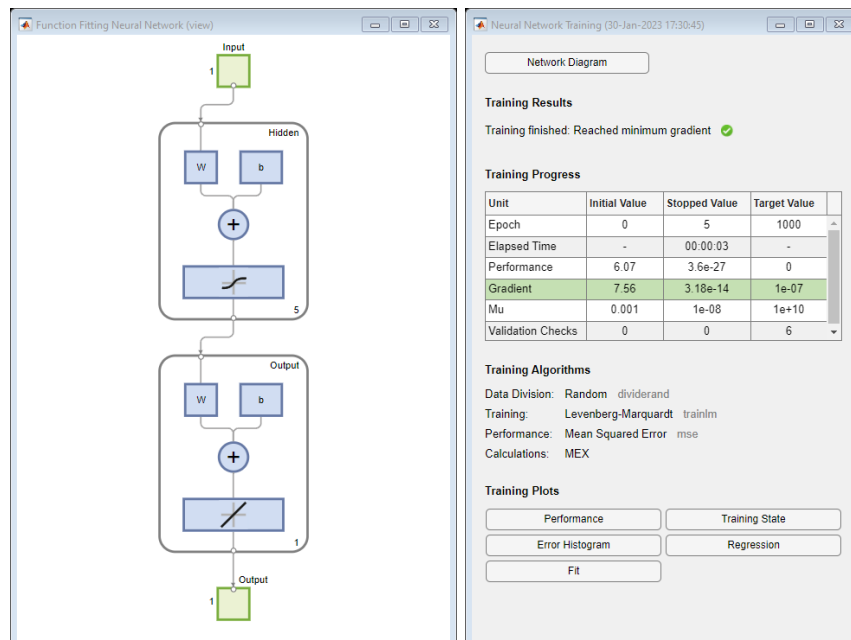 Function Fitting Neural Network (view)
Input
1
Hidden
W
b
+
5
Output
W
b
+
1
Output
1
Neural Network Training (30-Jan-2023 17:30:45)
Network Diagram
Training Results
Training finished: Reached minimum gradient
Training Progress
Unit Initial Value Stopped Value Target Value
Epoch 0 5 1000
Elapsed Time - 00:00:03 -
Performance 6.07 3.6e-27 0
Gradient 7.56 3.18e-14 1e-07
Mu 0.001 1e-08 1e+10
Validation Checks 0 0 6
Training Algorithms
Data Division: Random dividerand
Training: Levenberg-Marquardt trainlm
Performance: Mean Squared Error mse
Calculations: MEX
Training Plots
Performance Training State
Error Histogram Regression
Fit